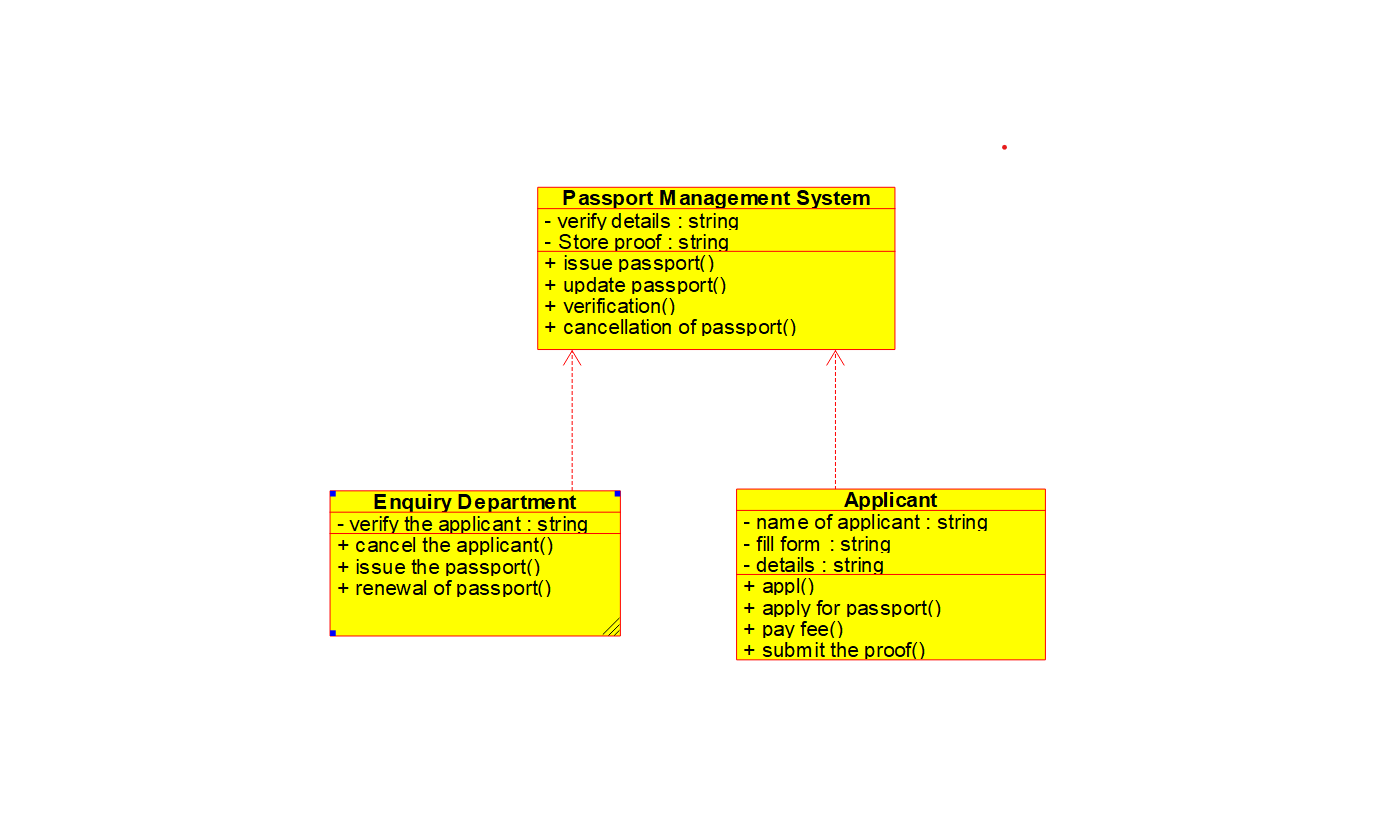 Passport Management System
- verify details : string
- Store proof : string
+ issue passport()
+ update passport()
+ verification()
+ cancellation of passport()
Enquiry Department
- verify the applicant : string
+ cancel the applicant()
+ issue the passport()
+ renewal of passport()
Applicant
- name of applicant : string
- fill form : string
- details : string
+ appl()
+ apply for passport()
+ pay fee()
+ submit the proof()